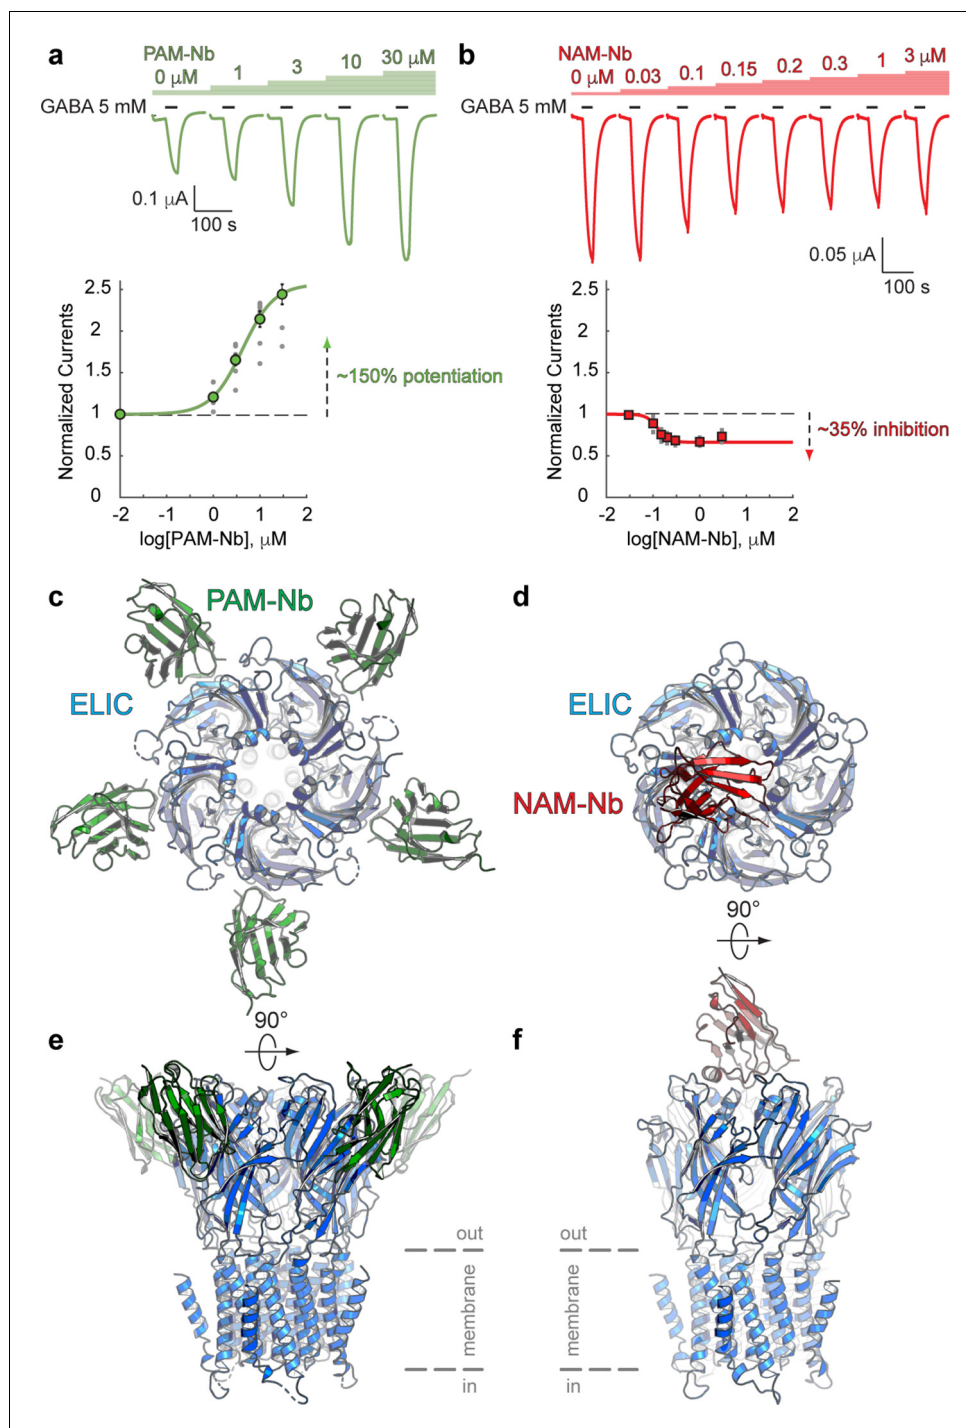 a
PAM-Nb
0 μM 1 3 10 30 μM
GABA 5 mM
0.1 μA
100 s
Normalized Currents
2.5
2
1.5
1
0.5
0
~150% potentiation
-2 -1 0 1 2
log[PAM-Nb], μM
b
NAM-Nb
0 μM 0.03 0.1 0.15 0.2 0.3 1 3 μM
GABA 5 mM
0.05 μA
100 s
Normalized Currents
2.5
2
1.5
1
0.5
0
~35% inhibition
-2 -1 0 1 2
log[NAM-Nb], μM
c
PAM-Nb
ELIC
d
ELIC
NAM-Nb
90°
90°
e
out
membrane
in
f
out
membrane
in